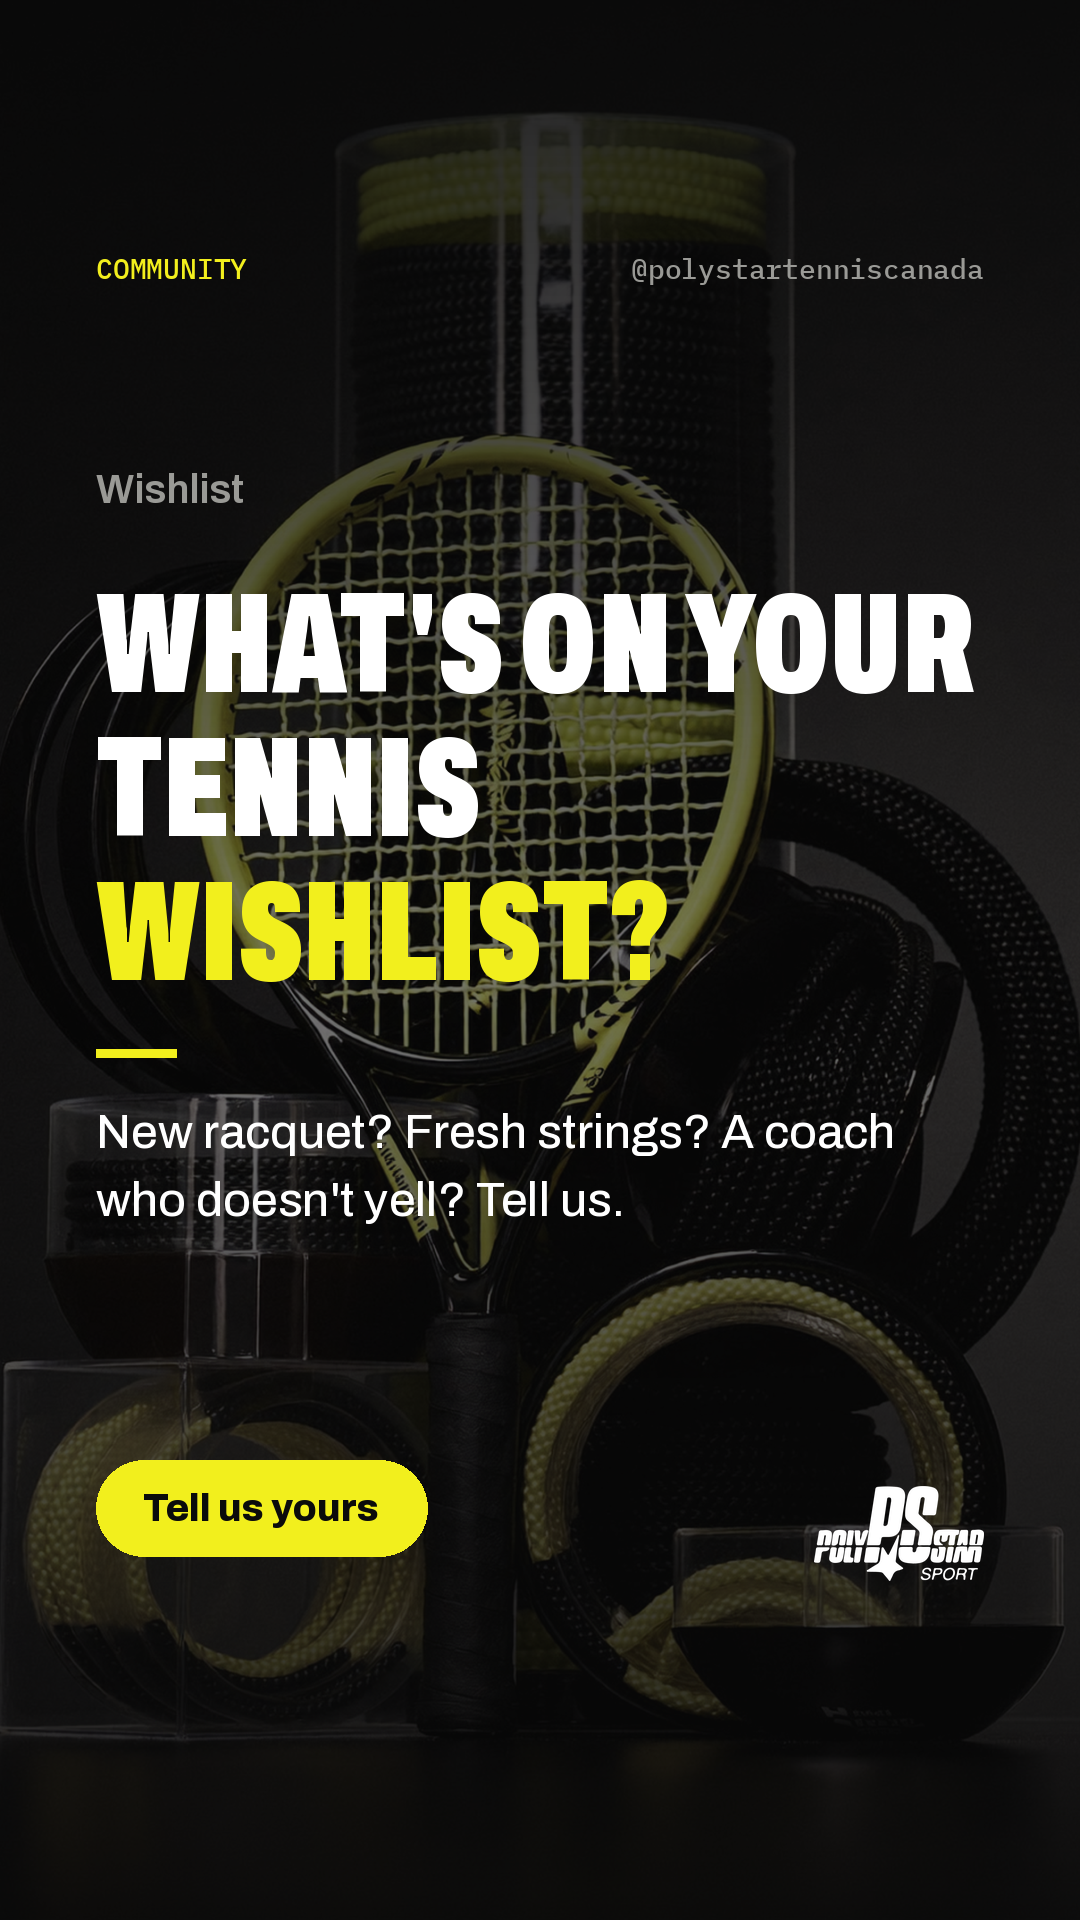 COMMUNITY
@polystartenniscanada
Wishlist
WHAT'S ON YOUR
TENNIS
WISHLIST?
New racquet? Fresh strings? A coach
who doesn't yell? Tell us.
Tell us yours
PS
POLY STAR
SPORT